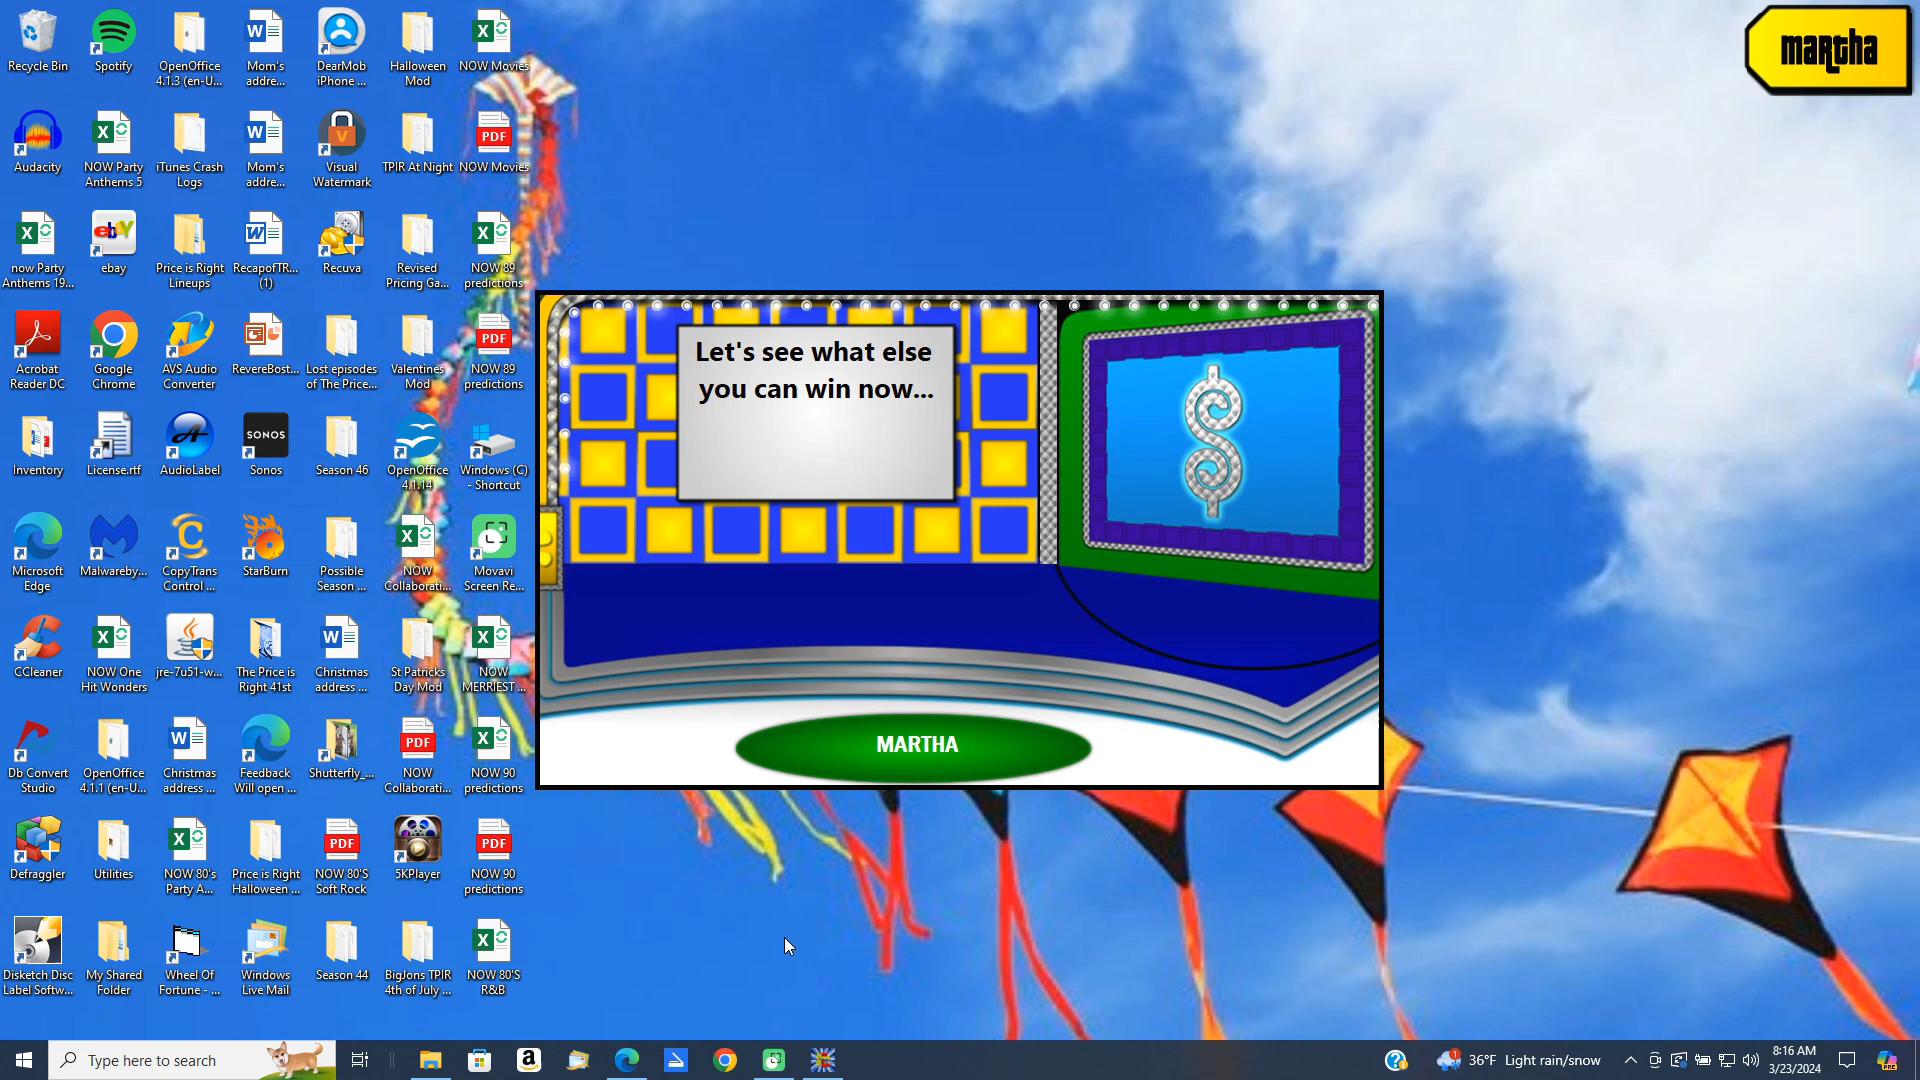 Recycle Bin
Spotify
OpenOffice
4.1.3 (en-U...
Mom's
addre...
DearMob
iPhone ...
Halloween
Mod
NOW Movies
martha
Audacity
NOW Party
Anthems 5
iTunes Crash
Logs
Mom's
addre...
Visual
Watermark
TPIR At Night
PDF
NOW Movies
now Party
Anthems 19...
ebay
ebay
Price is Right
Lineups
RecapofTR...
(1)
Recuva
Revised
Pricing Ga...
NOW 89
predictions
Acrobat
Reader DC
Google
Chrome
AVS Audio
Converter
RevereBost...
Lost episodes
of The Price...
Valentines
Mod
PDF
NOW 89
predictions
Let's see what else
you can win now...
Inventory
License.rtf
AudioLabel
SONOS
Sonos
Season 46
OpenOffice
4.1.14
Windows (C)
- Shortcut
Microsoft
Edge
Malwareby...
CopyTrans
Control ...
StarBurn
Possible
Season ...
NOW
Collaborati...
Movavi
Screen Re...
CCleaner
NOW One
Hit Wonders
jre-7u51-w...
The Price is
Right 41st
Christmas
address ...
St Patricks
Day Mod
NOW
MERRIEST ...
MARTHA
Db Convert
Studio
OpenOffice
4.1.1 (en-U...
Christmas
address ...
Feedback
Will open ...
Shutterfly_...
PDF
NOW
Collaborati...
NOW 90
predictions
Defraggler
Utilities
NOW 80'S
Party A...
Price is Right
Halloween ...
PDF
NOW 80'S
Soft Rock
5KPlayer
PDF
NOW 90
predictions
Disketch Disc
Label Softw...
My Shared
Folder
Wheel Of
Fortune - ...
Windows
Live Mail
Season 44
BigJons TPIR
4th of July ...
NOW 80'S
R&B
Type here to search
36°F Light rain/snow
8:16 AM
3/23/2024